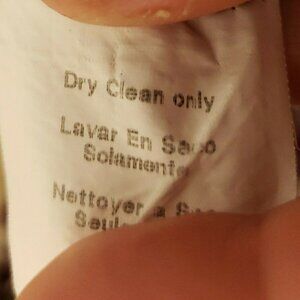 Dry Clean only
Lavar En Seco
Solamente
Nettoyer a